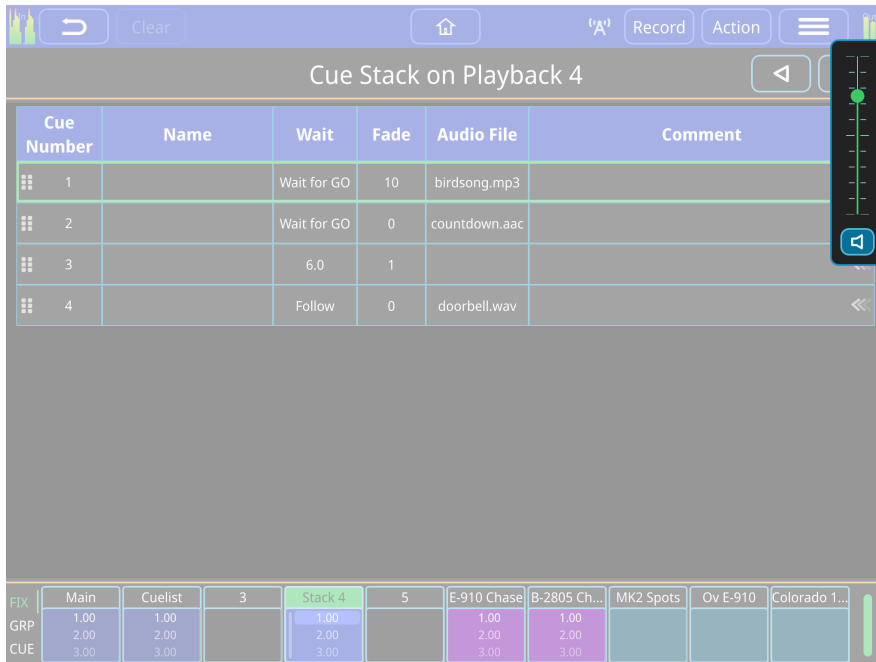 In
Clear
Record
Action
Out
Cue Stack on Playback 4
Cue Number
Name
Wait
Fade
Audio File
Comment
1
Wait for GO
10
birdsong.mp3
2
Wait for GO
0
countdown.aac
3
6.0
1
4
Follow
0
doorbell.wav
FIX
GRP
CUE
Main
1.00
2.00
3.00
Cuelist
1.00
2.00
3.00
3
Stack 4
1.00
2.00
3.00
5
E-910 Chase
1.00
2.00
3.00
B-2805 Ch...
1.00
2.00
3.00
MK2 Spots
Ov E-910
Colorado 1...